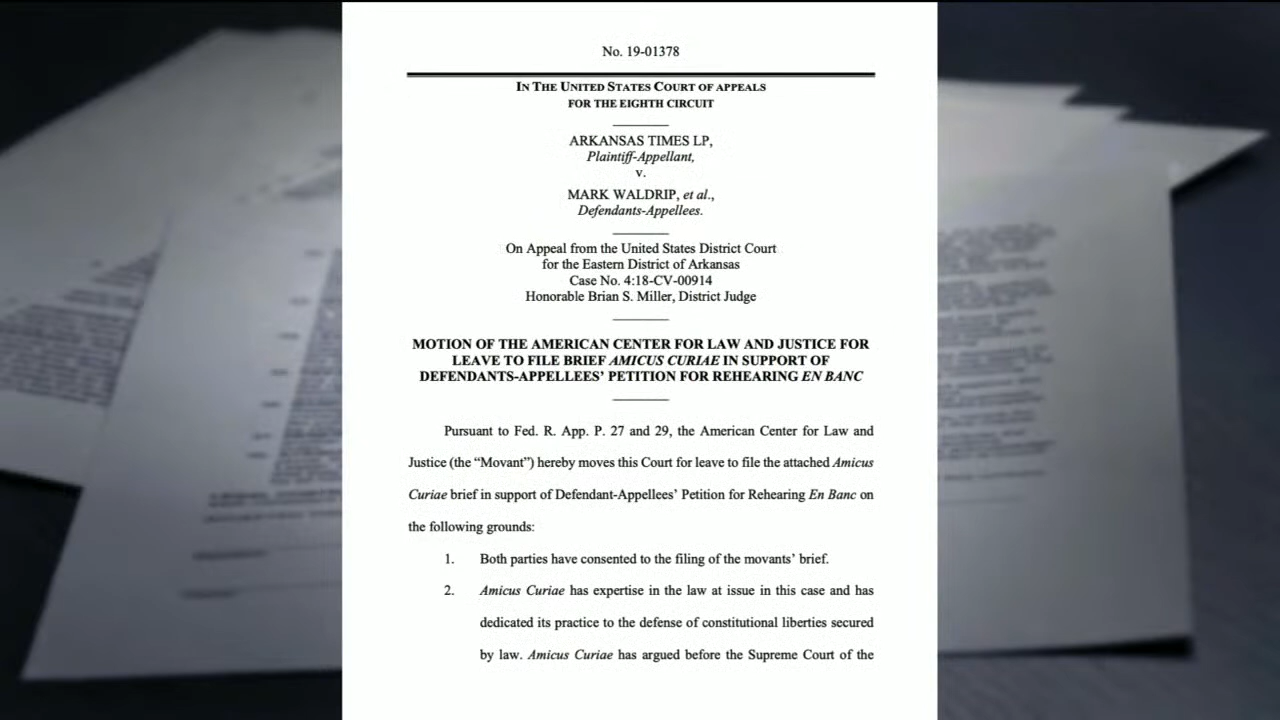 No. 19-01378
IN THE UNITED STATES COURT OF APPEALS
FOR THE EIGHTH CIRCUIT
ARKANSAS TIMES LP,
Plaintiff-Appellant,
v.
MARK WALDRIP, et al.,
Defendants-Appellees.
On Appeal from the United States District Court
for the Eastern District of Arkansas
Case No. 4:18-CV-00914
Honorable Brian S. Miller, District Judge
MOTION OF THE AMERICAN CENTER FOR LAW AND JUSTICE FOR
LEAVE TO FILE BRIEF AMICUS CURIAE IN SUPPORT OF
DEFENDANTS-APPELLEES’ PETITION FOR REHEARING EN BANC
Pursuant to Fed. R. App. P. 27 and 29, the American Center for Law and
Justice (the “Movant”) hereby moves this Court for leave to file the attached Amicus
Curiae brief in support of Defendant-Appellees’ Petition for Rehearing En Banc on
the following grounds:
1. Both parties have consented to the filing of the movants’ brief.
2. Amicus Curiae has expertise in the law at issue in this case and has
dedicated its practice to the defense of constitutional liberties secured
by law. Amicus Curiae has argued before the Supreme Court of the